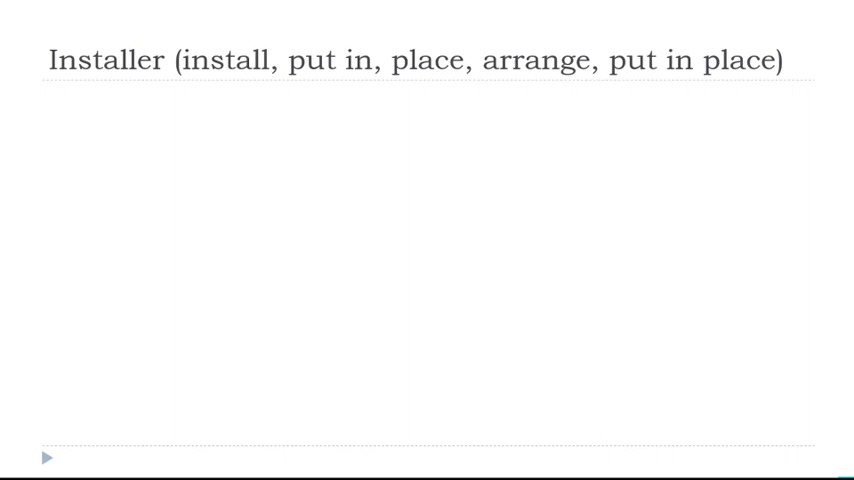 Installer (install, put in, place, arrange, put in place)